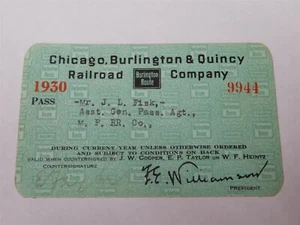 Chicago, Burlington & Quincy
Railroad Burlington Route Company
1930 9944
PASS -Mr. J. L. Fisk,-
Asst. Gen. Pass. Agt.,
M. P. RR. Co.,
DURING CURRENT YEAR UNLESS OTHERWISE ORDERED
AND SUBJECT TO CONDITIONS ON BACK
VALID WHEN COUNTERSIGNED BY J. W. COOPER, E. P. TAYLOR OR W. F. HEINTZ
COUNTERSIGNATURE
F. E. Williamson
PRESIDENT